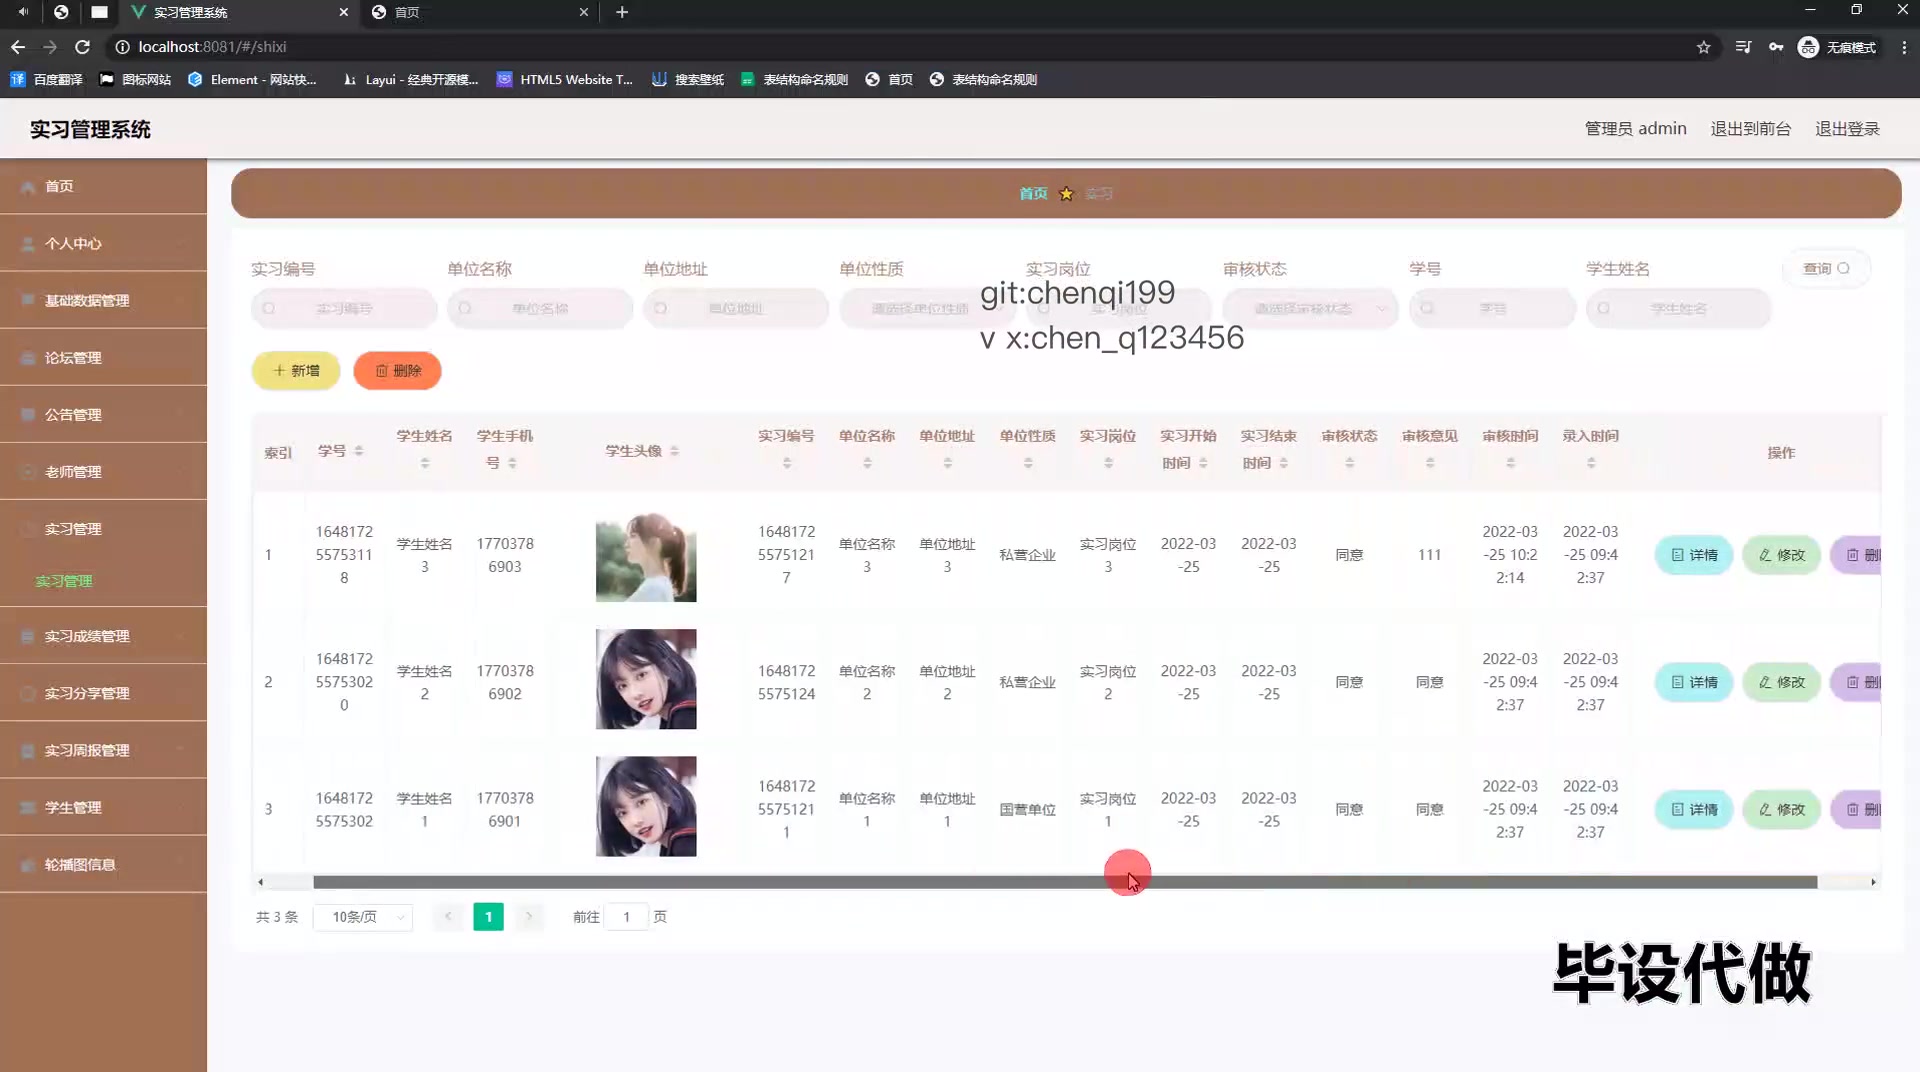 实习管理系统
首页
localhost:8081/#/shixi
无痕模式
百度翻译
图标网站
Element - 网站快...
Layui - 经典开源模...
HTML5 Website T...
搜索壁纸
表结构命名规则
首页
表结构命名规则
实习管理系统
管理员 admin
退出到前台
退出登录
首页
个人中心
基础数据管理
论坛管理
公告管理
老师管理
实习管理
实习管理
实习成绩管理
实习分享管理
实习周报管理
学生管理
轮播图信息
首页 实习
实习编号 单位名称 单位地址 单位性质 实习岗位 审核状态 学号 学生姓名 查询
实习编号 单位名称 单位地址 请选择单位性质 实习岗位 请选择审核状态 学号 学生姓名
git:chenqi199
v x:chen_q123456
新增 删除
索引 学号 学生姓名 学生手机号 学生头像 实习编号 单位名称 单位地址 单位性质 实习岗位 实习开始时间 实习结束时间 审核状态 审核意见 审核时间 录入时间 操作
1 164817255753118 学生姓名3 17703786903 164817255751217 单位名称3 单位地址3 私营企业 实习岗位3 2022-03-25 2022-03-25 同意 111 2022-03-25 10:22:14 2022-03-25 09:42:37 详情 修改 删
2 164817255753020 学生姓名2 17703786902 16481725575124 单位名称2 单位地址2 私营企业 实习岗位2 2022-03-25 2022-03-25 同意 同意 2022-03-25 09:42:37 2022-03-25 09:42:37 详情 修改 删
3 16481725575302 学生姓名1 17703786901 164817255751211 单位名称1 单位地址1 国营单位 实习岗位1 2022-03-25 2022-03-25 同意 同意 2022-03-25 09:42:37 2022-03-25 09:42:37 详情 修改 删
共 3 条 10条/页 1 前往 1 页
毕设代做